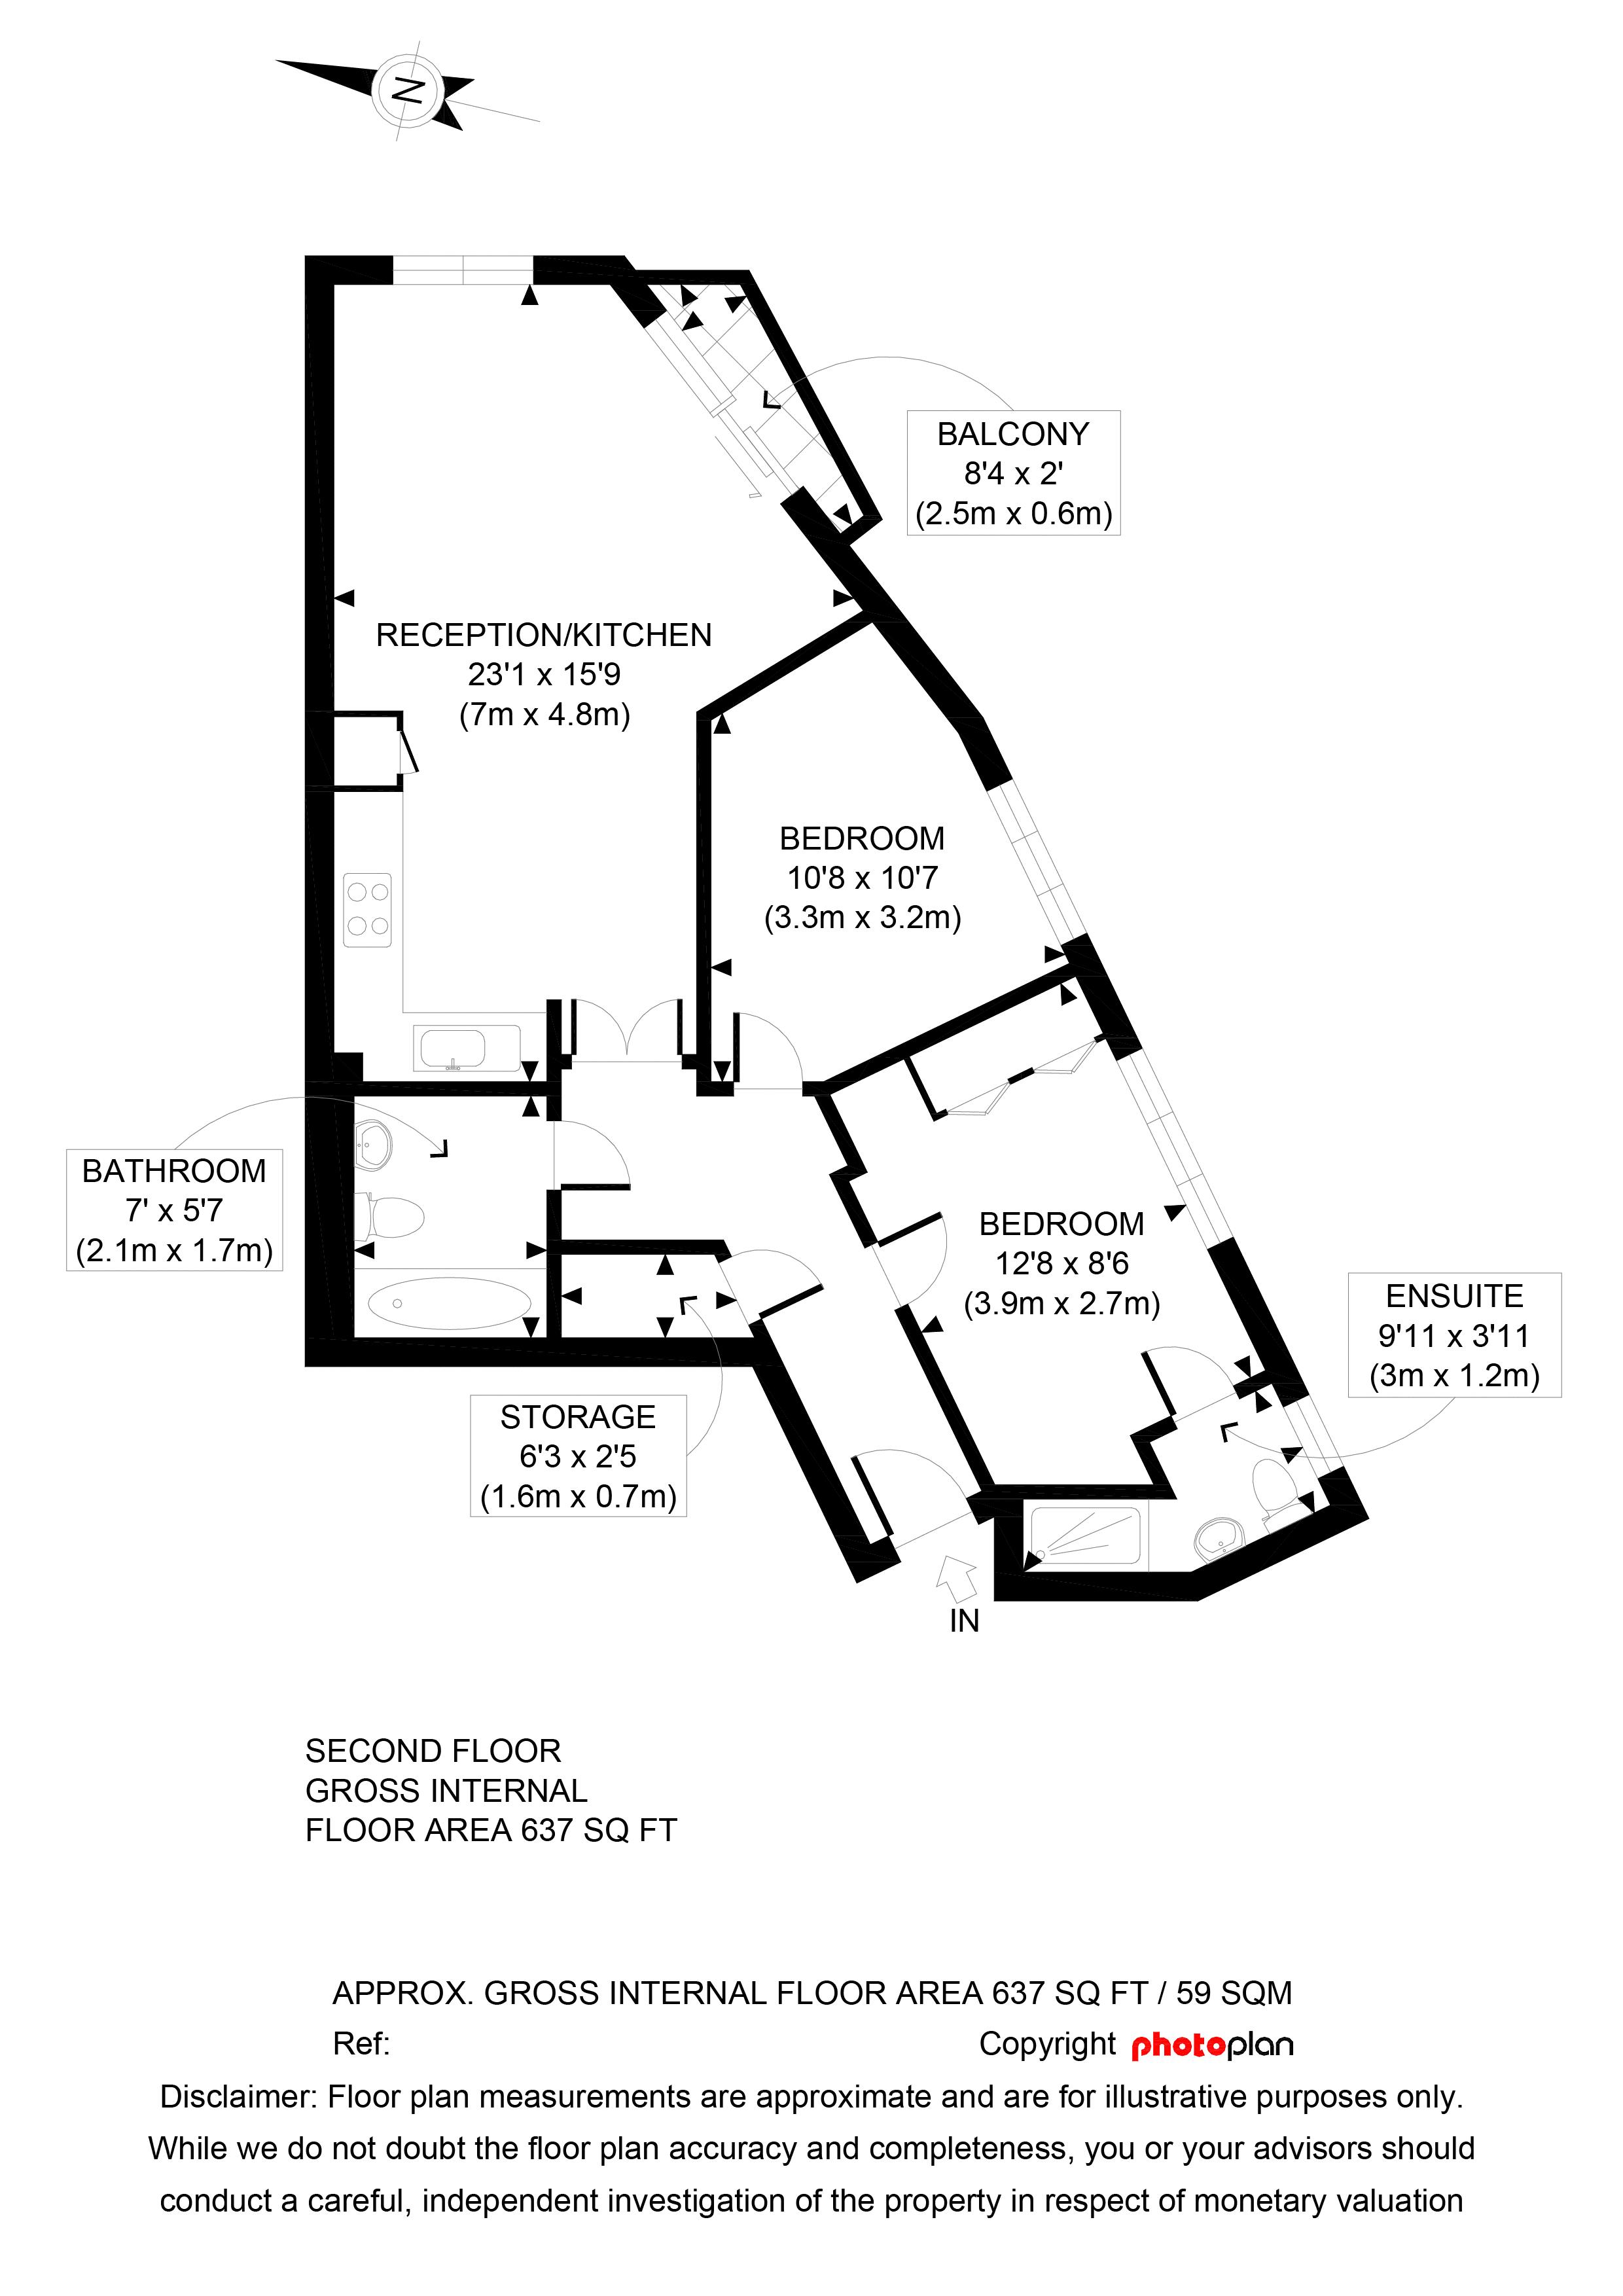 N
BALCONY
8'4 x 2'
(2.5m x 0.6m)
RECEPTION/KITCHEN
23'1 x 15'9
(7m x 4.8m)
BEDROOM
10'8 x 10'7
(3.3m x 3.2m)
BATHROOM
7' x 5'7
(2.1m x 1.7m)
BEDROOM
12'8 x 8'6
(3.9m x 2.7m)
ENSUITE
9'11 x 3'11
(3m x 1.2m)
STORAGE
6'3 x 2'5
(1.6m x 0.7m)
IN
SECOND FLOOR
GROSS INTERNAL
FLOOR AREA 637 SQ FT
APPROX. GROSS INTERNAL FLOOR AREA 637 SQ FT / 59 SQM
Ref:
Copyright photoplan
Disclaimer: Floor plan measurements are approximate and are for illustrative purposes only.
While we do not doubt the floor plan accuracy and completeness, you or your advisors should
conduct a careful, independent investigation of the property in respect of monetary valuation